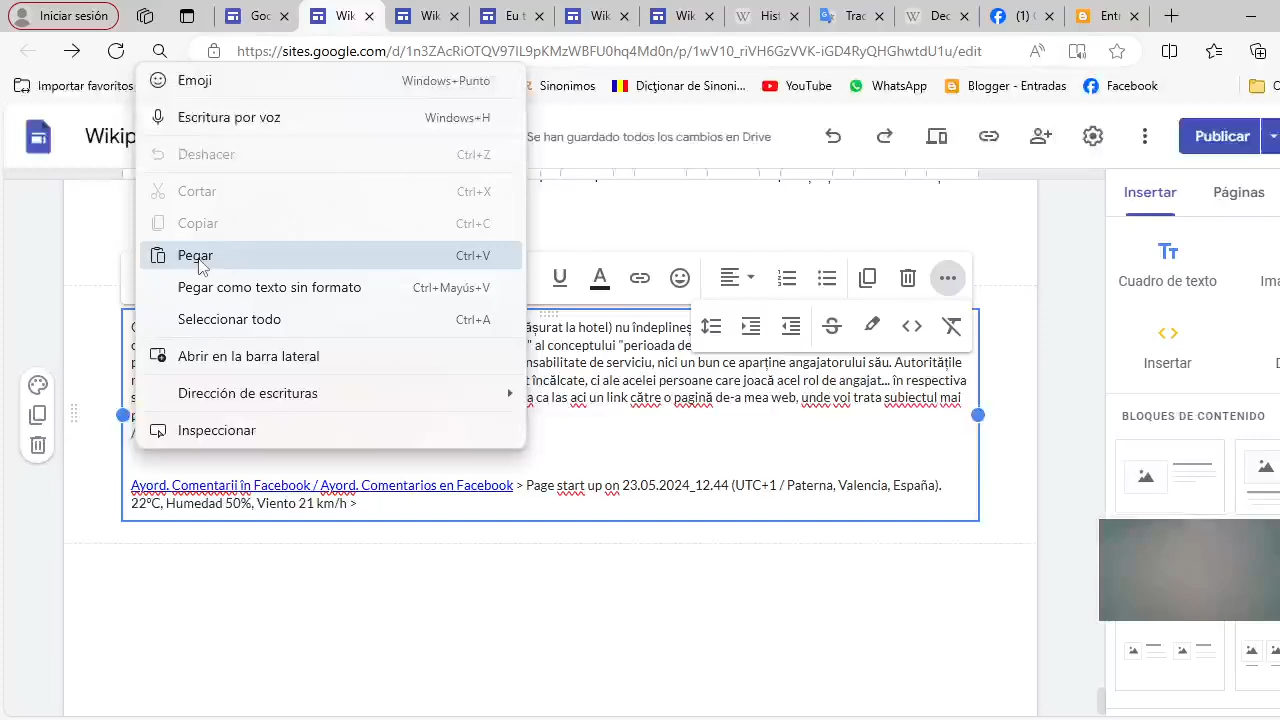 Iniciar sesión
Goc
Wik
Wik
Eu.t
Wik
Wik
Hist
Trac
Dec
(1)
Entr
https://sites.google.com/d/1n3ZAcRiOTQV97IL9pKMzWBFU0hq4Md0n/p/1wV10_riVH6GzVVK-iGD4RyQHGhwtdU1u/edit
Importar favoritos
Sinonimos
Dicţionar de Sinoni...
YouTube
WhatsApp
Blogger - Entradas
Facebook
Wikip
Se han guardado todos los cambios en Drive
Publicar
Emoji Windows+Punto
Escritura por voz Windows+H
Deshacer Ctrl+Z
Cortar Ctrl+X
Copiar Ctrl+C
Pegar Ctrl+V
Pegar como texto sin formato Ctrl+Mayús+V
Seleccionar todo Ctrl+A
Abrir en la barra lateral
Dirección de escrituras
Inspeccionar
ășurat la hotel) nu îndeplineș
" al conceptului "perioada de
nsabilitate de serviciu, nici un bun ce aparține angajatorului său. Autoritățile
t încălcate, ci ale acelei persoane care joacă acel rol de angajat... în respectiva
a ca las aci un link către o pagină de-a mea web, unde voi trata subiectul mai
Ayord. Comentarii în Facebook / Ayord. Comentarios en Facebook > Page start up on 23.05.2024_12.44 (UTC+1 / Paterna, Valencia, España).
22ºC, Humedad 50%, Viento 21 km/h >
Insertar
Páginas
Cuadro de texto
Imá
Insertar
BLOQUES DE CONTENIDO